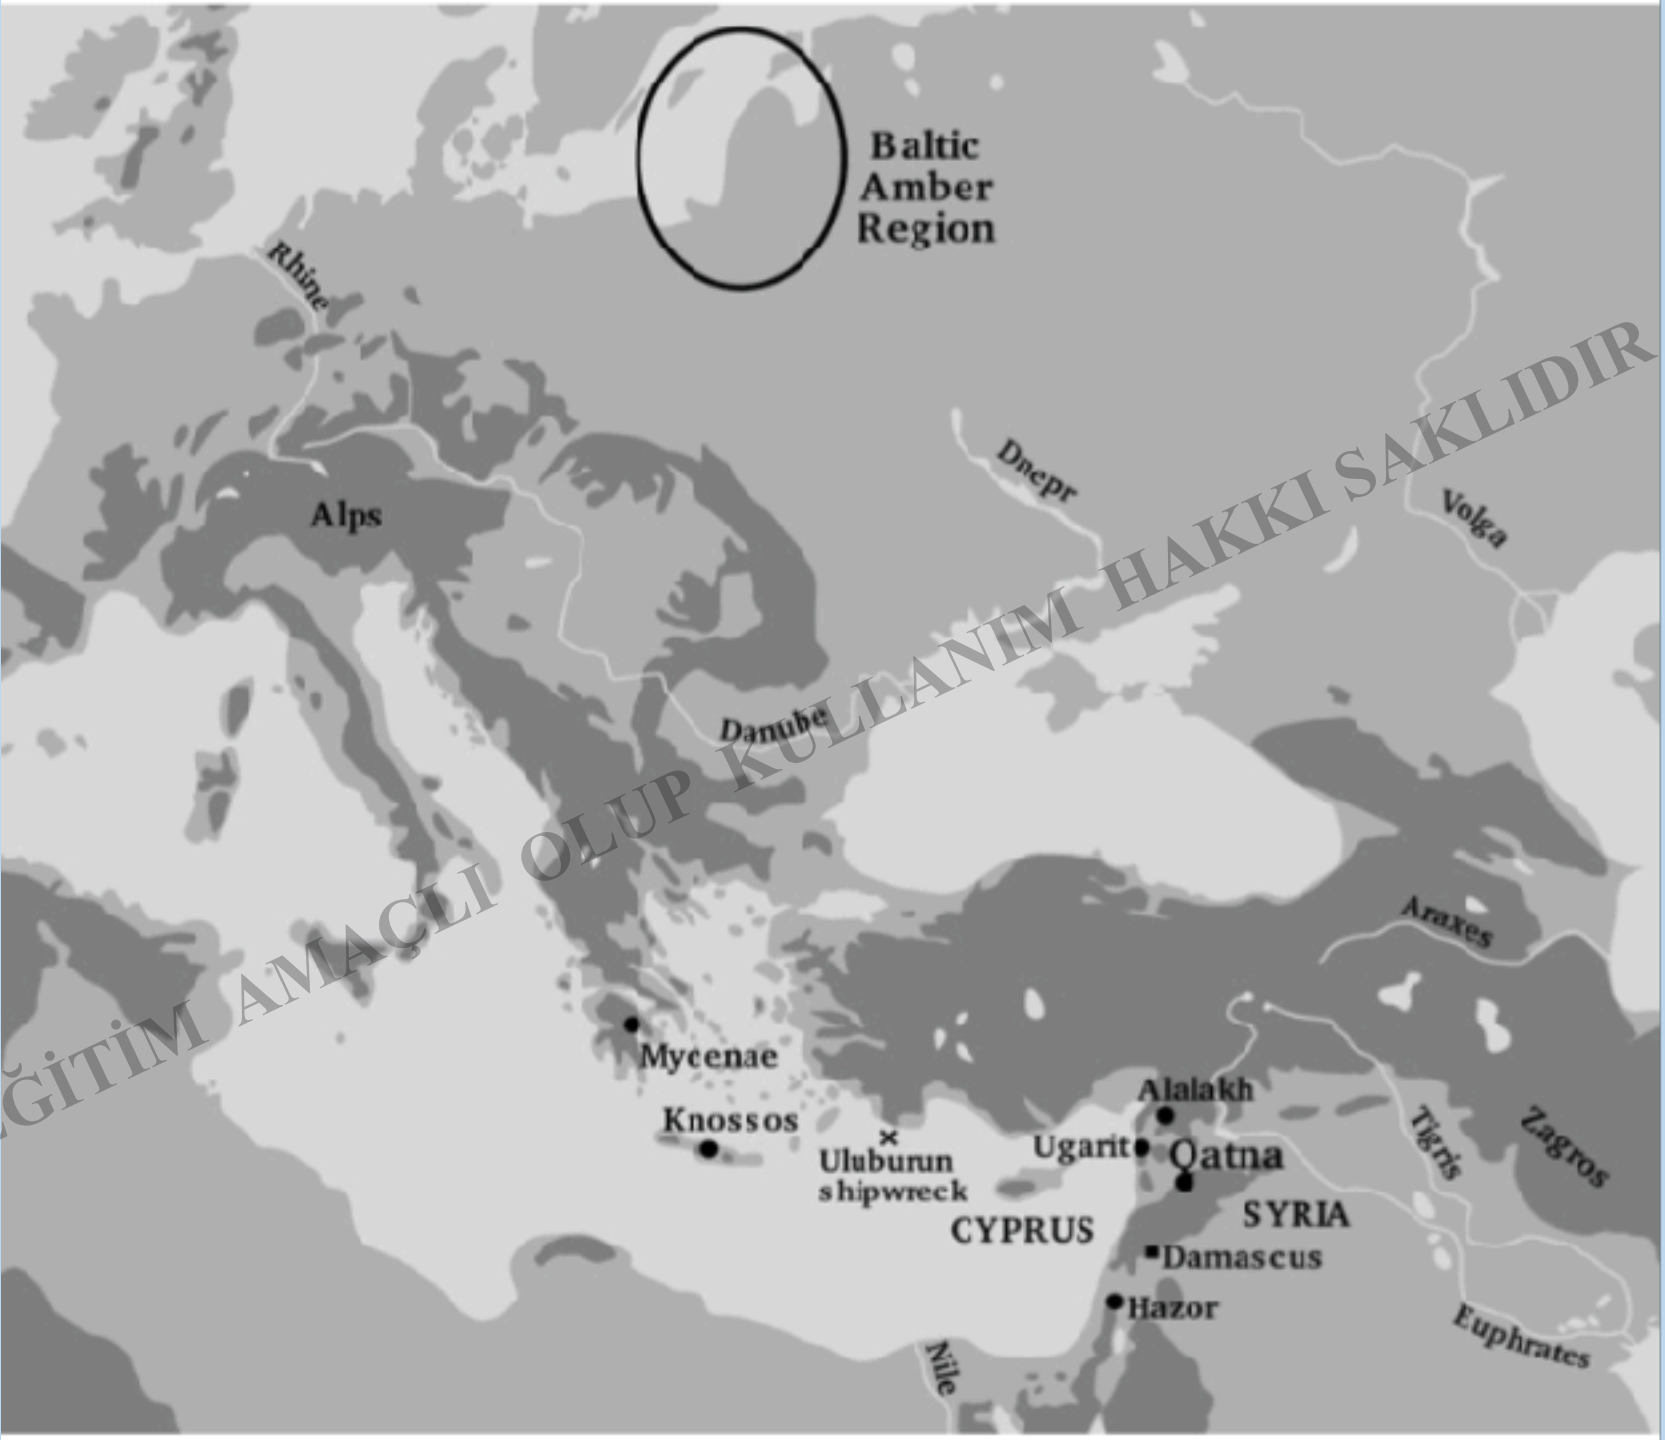 Baltic
Amber
Region
Rhine
Dnepr
Alps
Volga
Danube
EĞİTİM AMAÇLI OLUP KULLANIM HAKKI SAKLIDIR
Araxes
Mycenae
Alalakh
Knossos
Ugarit
Qatna
Tigris
Zagros
Uluburun
shipwreck
CYPRUS
SYRIA
Damascus
Hazor
Nile
Euphrates